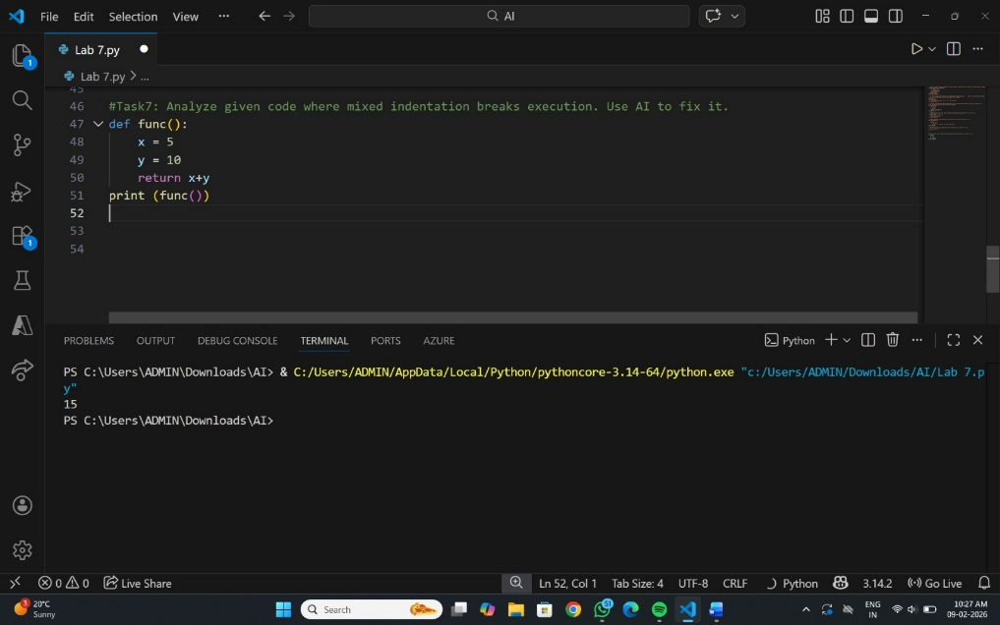 File Edit Selection View ··· AI
Lab 7.py
Lab 7.py > ...
45
46 #Task7: Analyze given code where mixed indentation breaks execution. Use AI to fix it.
47 def func():
48 x = 5
49 y = 10
50 return x+y
51 print (func())
52
53
54
1
1
PROBLEMS OUTPUT DEBUG CONSOLE TERMINAL PORTS AZURE Python
PS C:\Users\ADMIN\Downloads\AI> & C:/Users/ADMIN/AppData/Local/Python/pythoncore-3.14-64/python.exe "c:/Users/ADMIN/Downloads/AI/Lab 7.p
y"
15
PS C:\Users\ADMIN\Downloads\AI>
0 0 Live Share Ln 52, Col 1 Tab Size: 4 UTF-8 CRLF Python 3.14.2 Go Live
3 20°C Search ENG 10:27 AM
Sunny IN 09-02-2026